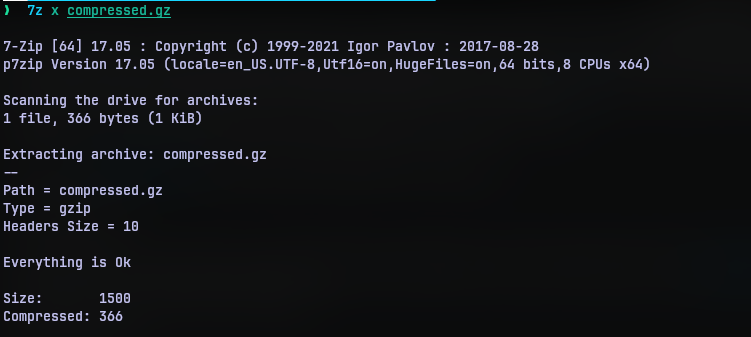 ❯ 7z x compressed.gz
7-Zip [64] 17.05 : Copyright (c) 1999-2021 Igor Pavlov : 2017-08-28
p7zip Version 17.05 (locale=en_US.UTF-8,Utf16=on,HugeFiles=on,64 bits,8 CPUs x64)
Scanning the drive for archives:
1 file, 366 bytes (1 KiB)
Extracting archive: compressed.gz
--
Path = compressed.gz
Type = gzip
Headers Size = 10
Everything is Ok
Size:       1500
Compressed: 366